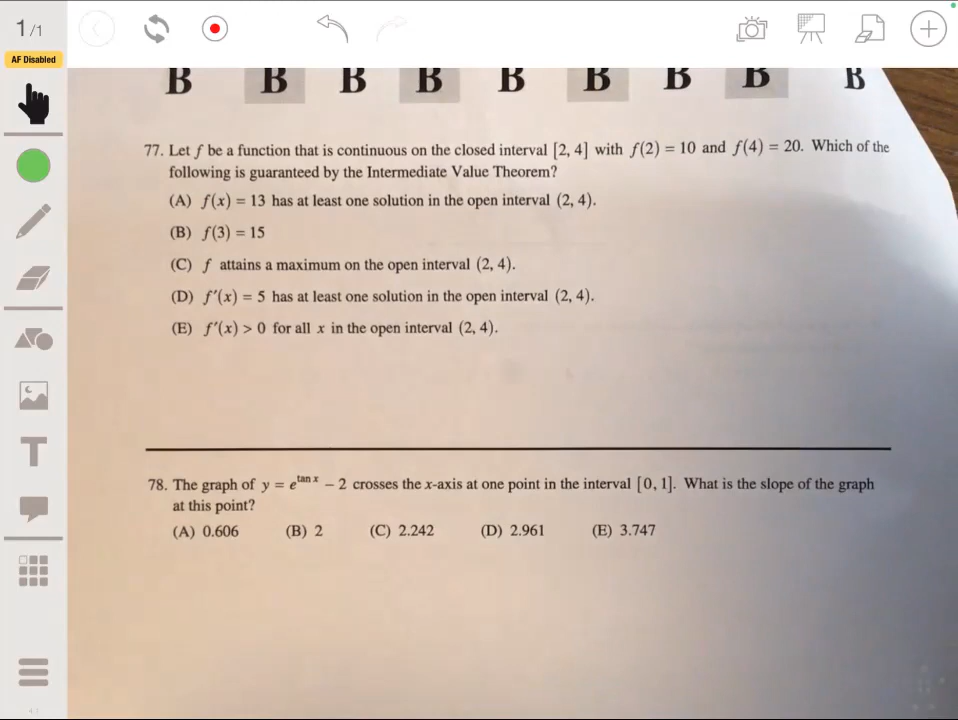 1/1
AF Disabled
B B B B B B B B B
77. Let f be a function that is continuous on the closed interval [2, 4] with f(2) = 10 and f(4) = 20. Which of the
following is guaranteed by the Intermediate Value Theorem?
(A) f(x) = 13 has at least one solution in the open interval (2, 4).
(B) f(3) = 15
(C) f attains a maximum on the open interval (2, 4).
(D) f′(x) = 5 has at least one solution in the open interval (2, 4).
(E) f′(x) > 0 for all x in the open interval (2, 4).
T
78. The graph of y = e^(tan x) − 2 crosses the x-axis at one point in the interval [0, 1]. What is the slope of the graph
at this point?
(A) 0.606 (B) 2 (C) 2.242 (D) 2.961 (E) 3.747